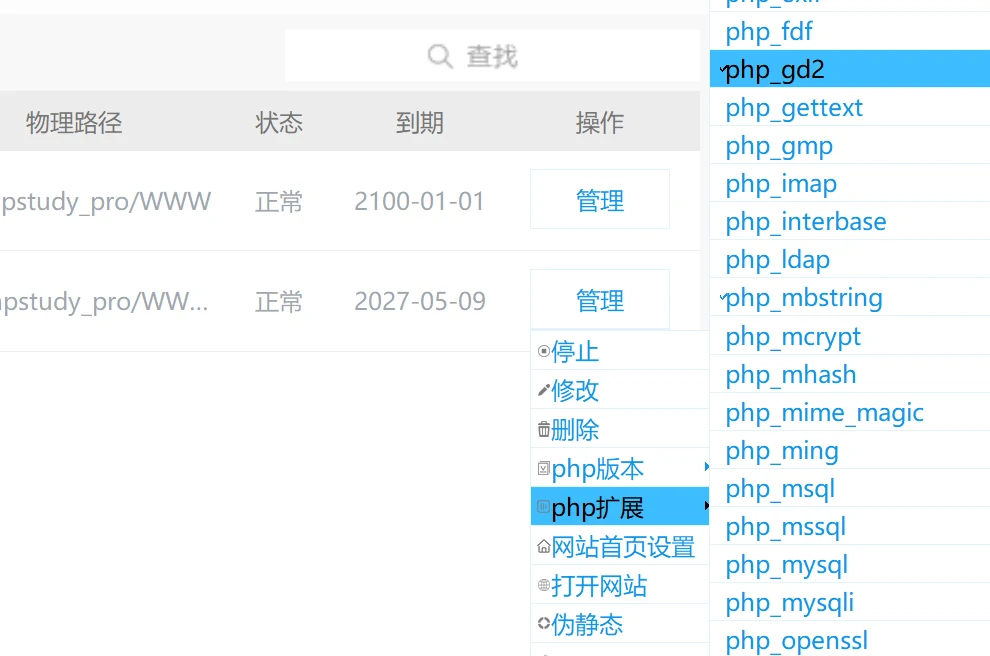 查找
物理路径 状态 到期 操作
pstudy_pro/WWW 正常 2100-01-01 管理
pstudy_pro/WW... 正常 2027-05-09 管理
停止
修改
删除
php版本
php扩展
网站首页设置
打开网站
伪静态
php_fdf
php_gd2
php_gettext
php_gmp
php_imap
php_interbase
php_ldap
php_mbstring
php_mcrypt
php_mhash
php_mime_magic
php_ming
php_msql
php_mssql
php_mysql
php_mysqli
php_openssl